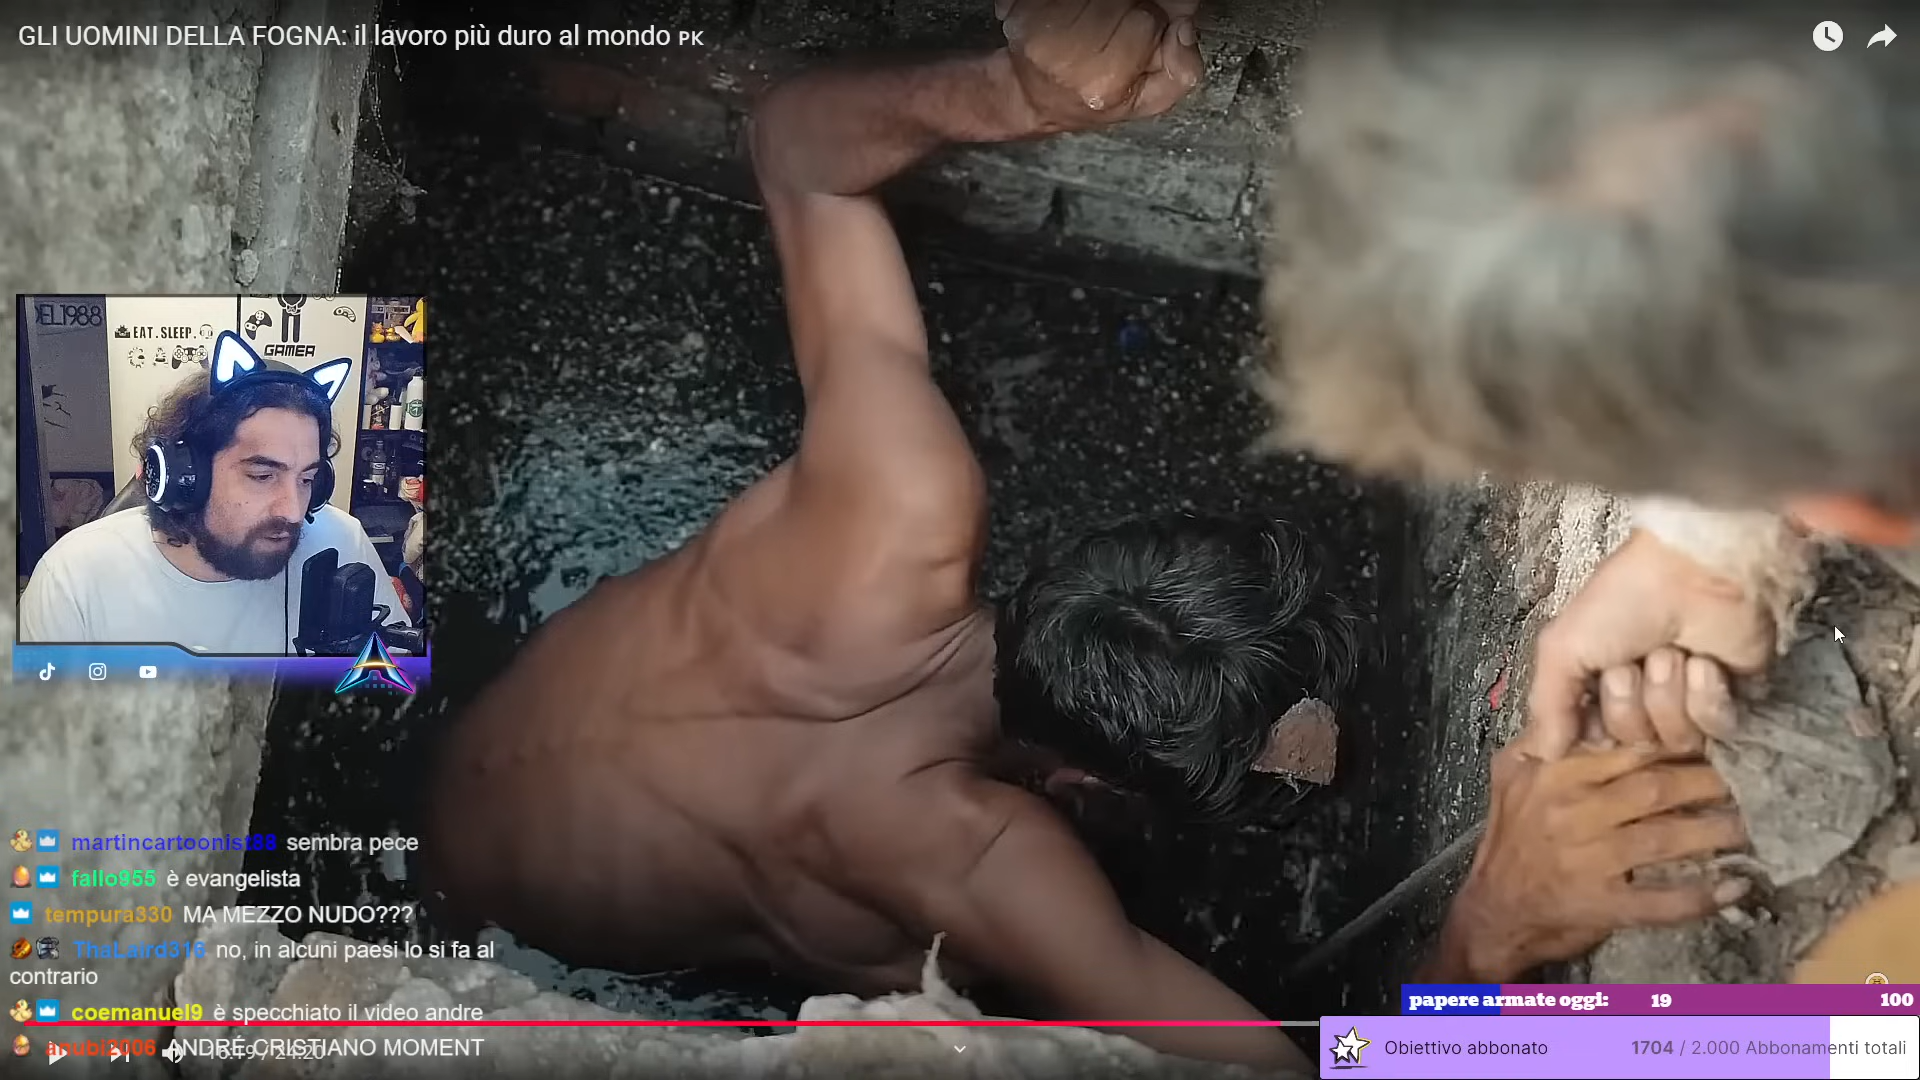 GLI UOMINI DELLA FOGNA: il lavoro più duro al mondo PK
EAT.SLEEP.
GAMER
martincartoonist88 sembra pece
fallo955 è evangelista
tempura330 MA MEZZO NUDO???
ThaLaird316 no, in alcuni paesi lo si fa al
contrario
coemanuel9 è specchiato il video andre
anubi2006 ANDRÉ CRISTIANO MOMENT
papere armate oggi: 19 100
Obiettivo abbonato 1704 / 2.000 Abbonamenti totali